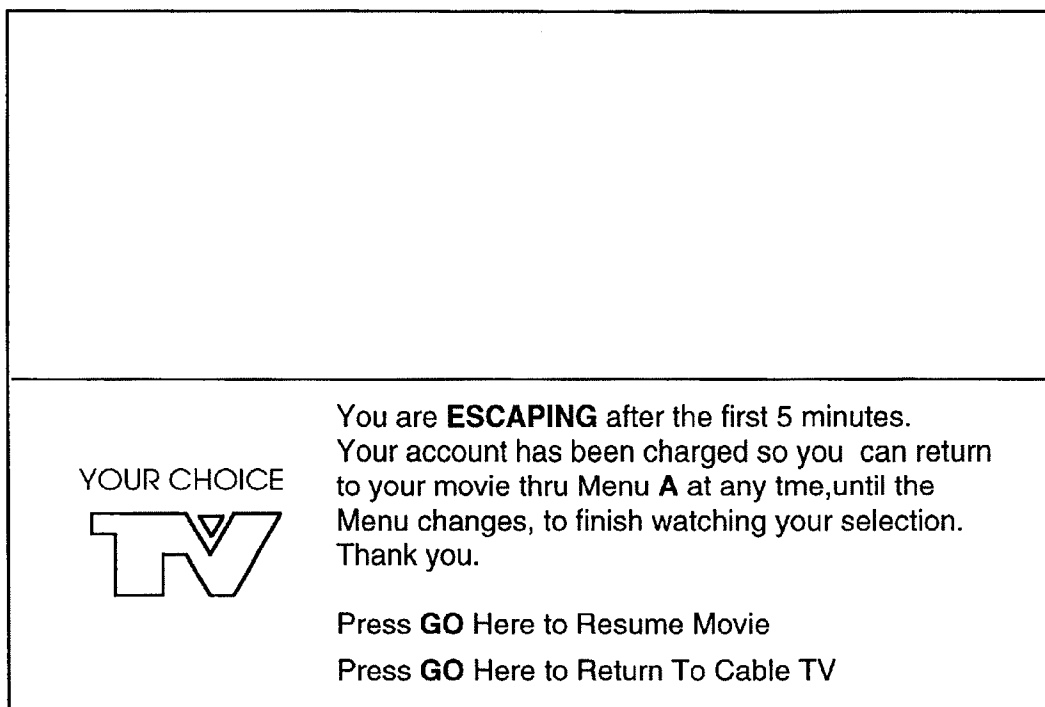 YOUR CHOICE
TV
You are ESCAPING after the first 5 minutes.
Your account has been charged so you can return
to your movie thru Menu A at any tme,until the
Menu changes, to finish watching your selection.
Thank you.
Press GO Here to Resume Movie
Press GO Here to Return To Cable TV